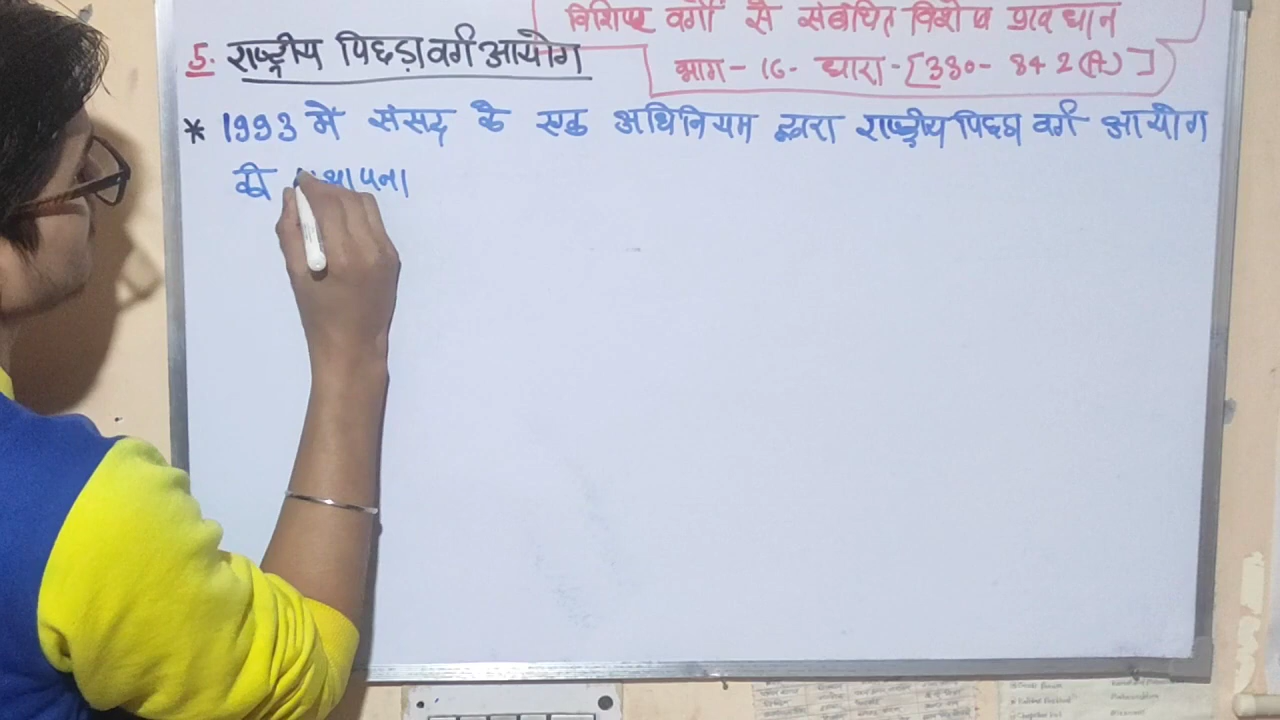 विशिष्ट वर्गों से संबंधित विशेष प्रावधान
भाग - 16 - धारा - [330 - 342 (A)]
5. राष्ट्रीय पिछड़ा वर्ग आयोग
* 1993 में संसद के एक अधिनियम द्वारा राष्ट्रीय पिछडा वर्ग आयोग
की स्थापना